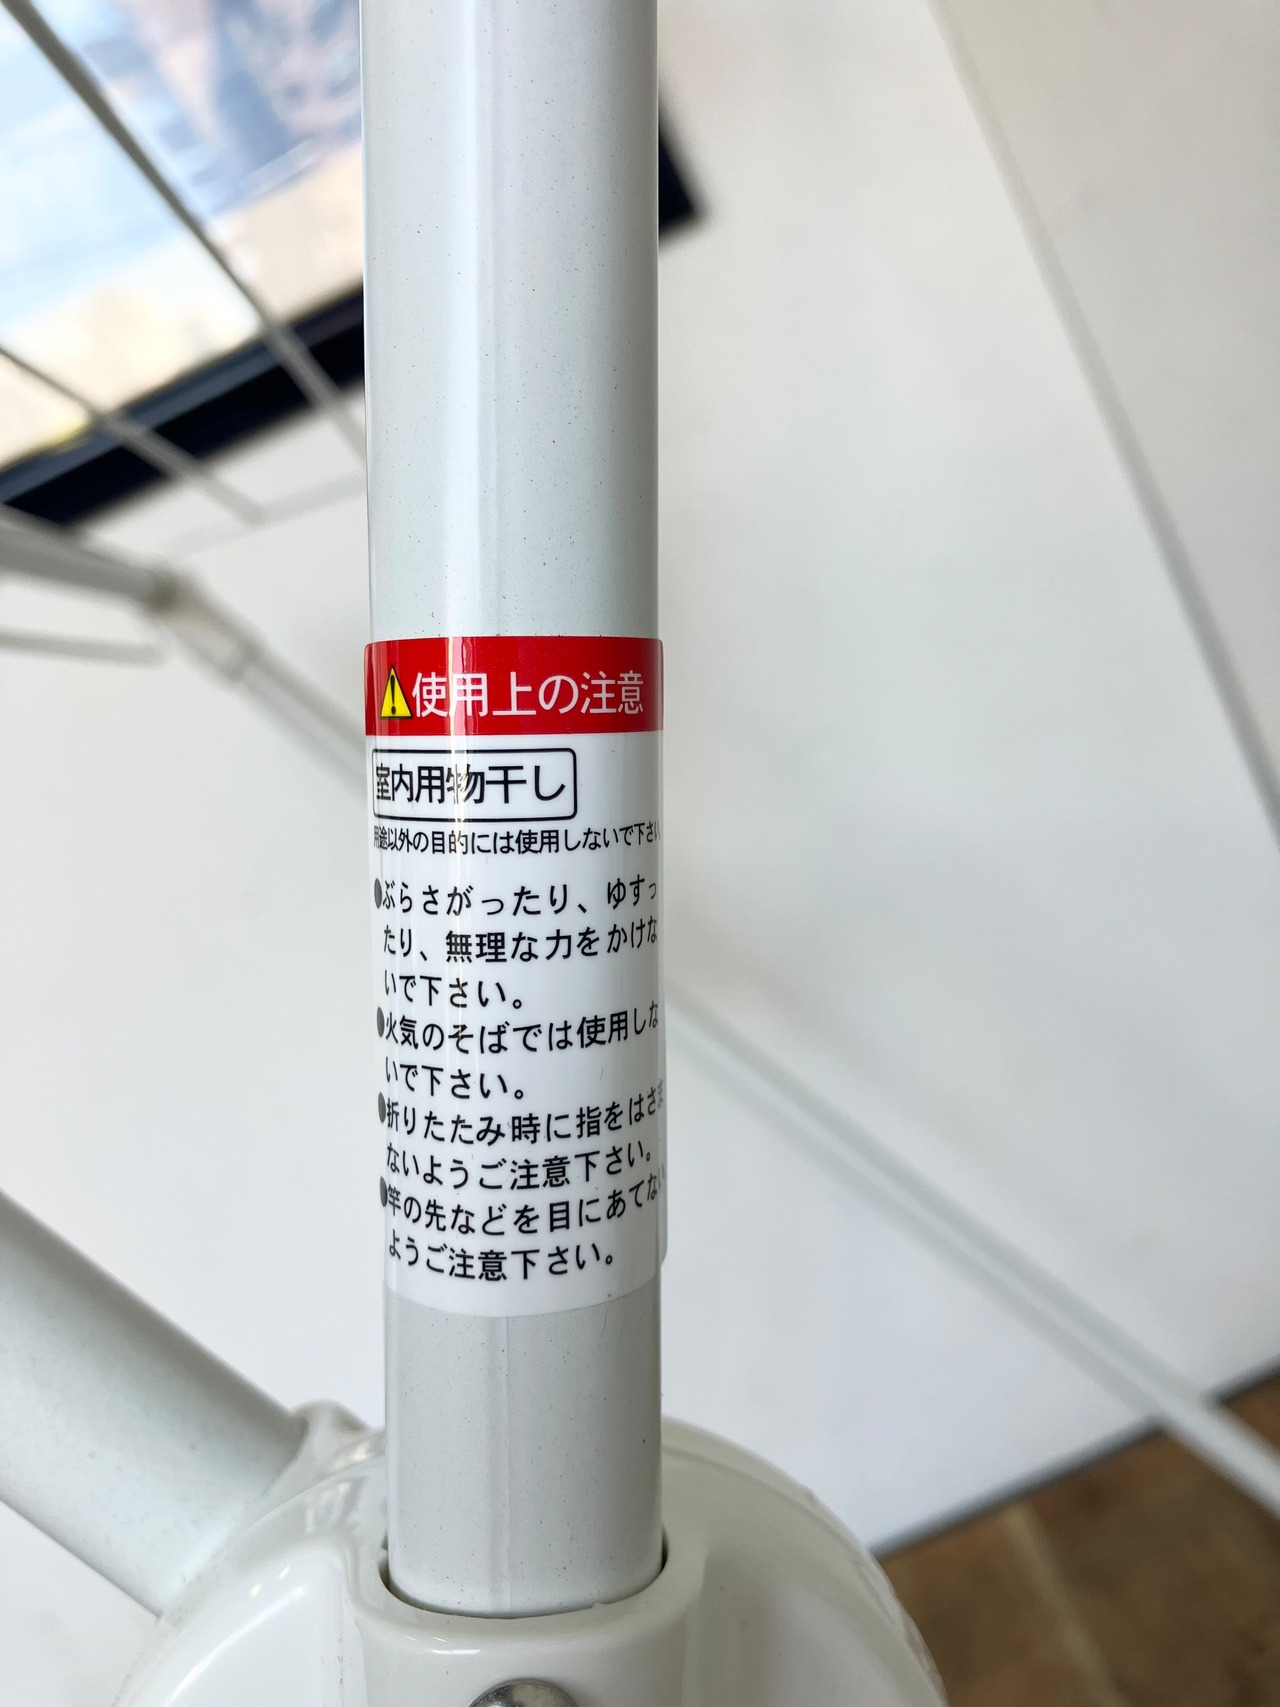 使用上の注意
室内用物干し
用途以外の目的には使用しないで下さい
●ぶらさがったり、ゆすっ
たり、無理な力をかけな
いで下さい。
●火気のそばでは使用しな
いで下さい。
●折りたたみ時に指をはさま
ないようご注意下さい。
●竿の先などを目にあてない
ようご注意下さい。